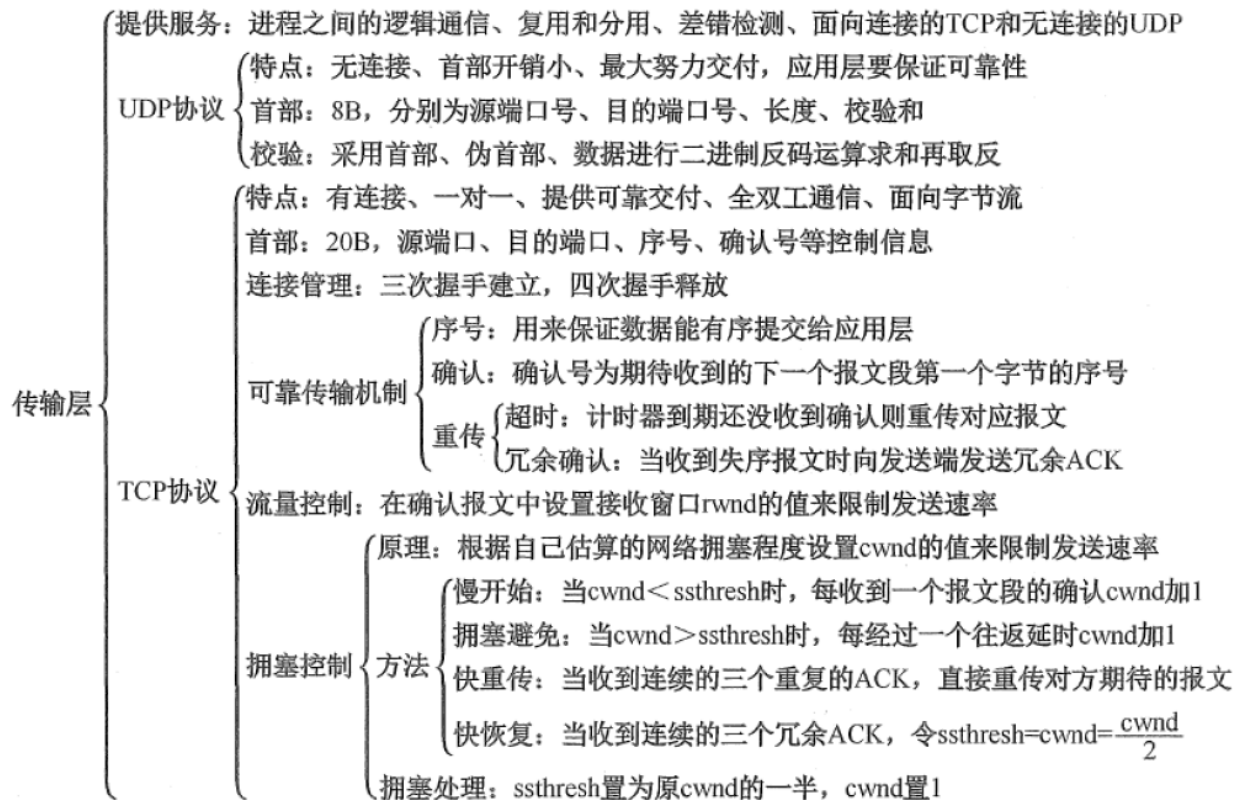 提供服务：进程之间的逻辑通信、复用和分用、差错检测、面向连接的TCP和无连接的UDP
特点：无连接、首部开销小、最大努力交付，应用层要保证可靠性
UDP协议
首部：8B，分别为源端口号、目的端口号、长度、校验和
校验：采用首部、伪首部、数据进行二进制反码运算求和再取反
特点：有连接、一对一、提供可靠交付、全双工通信、面向字节流
首部：20B，源端口、目的端口、序号、确认号等控制信息
连接管理：三次握手建立，四次握手释放
序号：用来保证数据能有序提交给应用层
确认：确认号为期待收到的下一个报文段第一个字节的序号
可靠传输机制
传输层
超时：计时器到期还没收到确认则重传对应报文
重传
冗余确认：当收到失序报文时向发送端发送冗余ACK
TCP协议
流量控制：在确认报文中设置接收窗口rwnd的值来限制发送速率
原理：根据自己估算的网络拥塞程度设置cwnd的值来限制发送速率
慢开始：当cwnd＜ssthresh时，每收到一个报文段的确认cwnd加1
拥塞避免：当cwnd＞ssthresh时，每经过一个往返延时cwnd加1
拥塞控制
方法
快重传：当收到连续的三个重复的ACK，直接重传对方期待的报文
快恢复：当收到连续的三个冗余ACK，令ssthresh=cwnd=cwnd/2
拥塞处理：ssthresh置为原cwnd的一半，cwnd置1